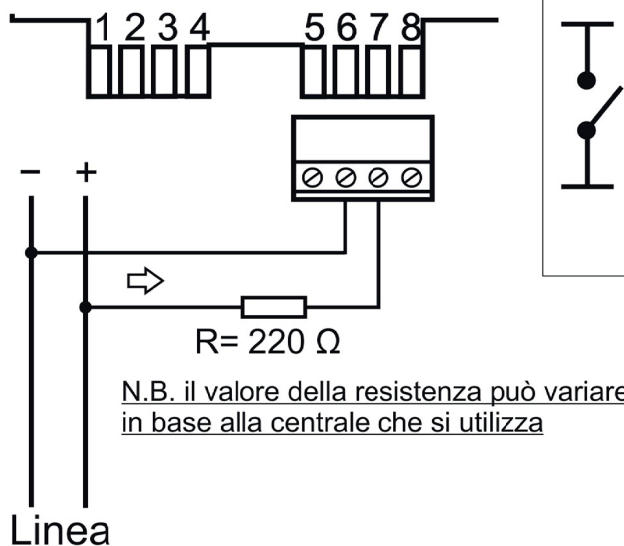 1 2 3 4
5 6 7 8
− +
R= 220 Ω
N.B. il valore della resistenza può variare
in base alla centrale che si utilizza
Linea